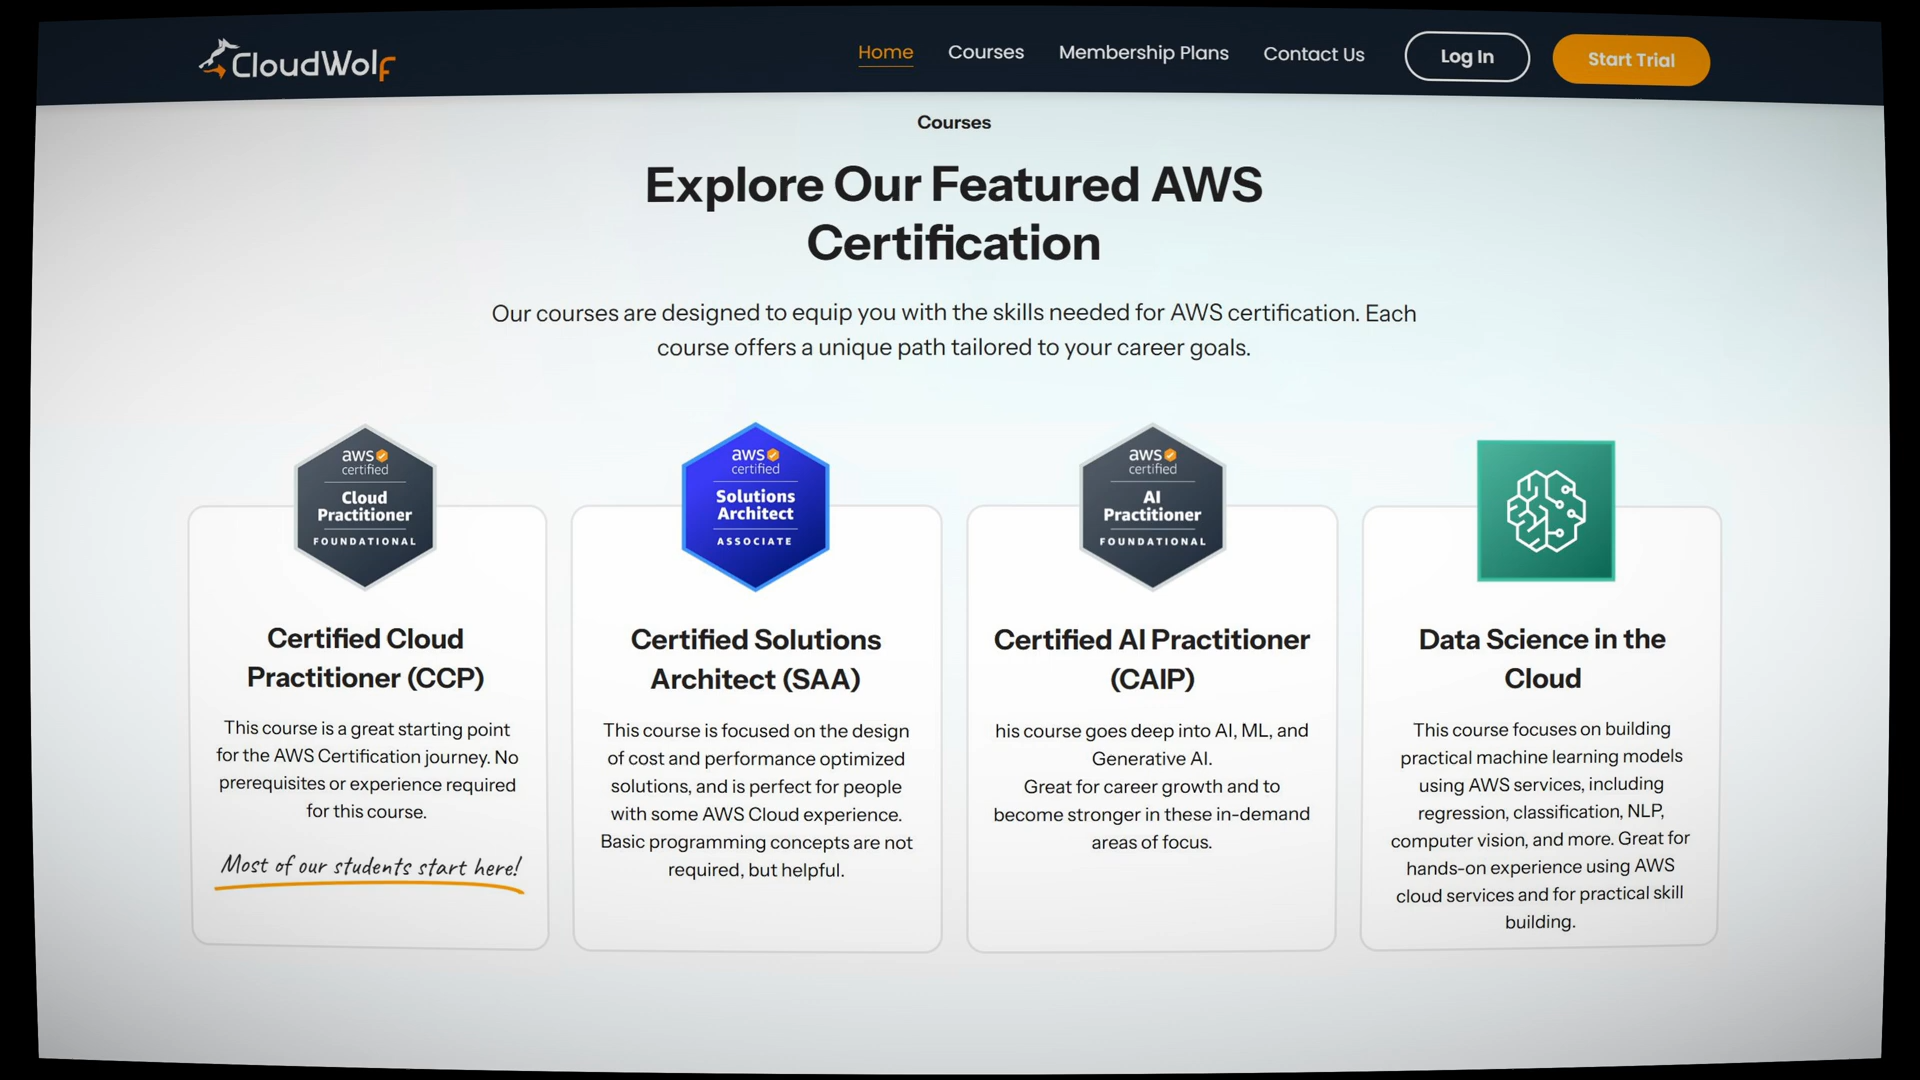 CloudWolf
Home Courses Membership Plans Contact Us Log In Start Trial
Courses
Explore Our Featured AWS
Certification
Our courses are designed to equip you with the skills needed for AWS certification. Each
course offers a unique path tailored to your career goals.
aws
certified
Cloud
Practitioner
FOUNDATIONAL
Certified Cloud
Practitioner (CCP)
This course is a great starting point
for the AWS Certification journey. No
prerequisites or experience required
for this course.
Most of our students start here!
aws
certified
Solutions
Architect
ASSOCIATE
Certified Solutions
Architect (SAA)
This course is focused on the design
of cost and performance optimized
solutions, and is perfect for people
with some AWS Cloud experience.
Basic programming concepts are not
required, but helpful.
aws
certified
AI
Practitioner
FOUNDATIONAL
Certified AI Practitioner
(CAIP)
his course goes deep into AI, ML, and
Generative AI.
Great for career growth and to
become stronger in these in-demand
areas of focus.
Data Science in the
Cloud
This course focuses on building
practical machine learning models
using AWS services, including
regression, classification, NLP,
computer vision, and more. Great for
hands-on experience using AWS
cloud services and for practical skill
building.